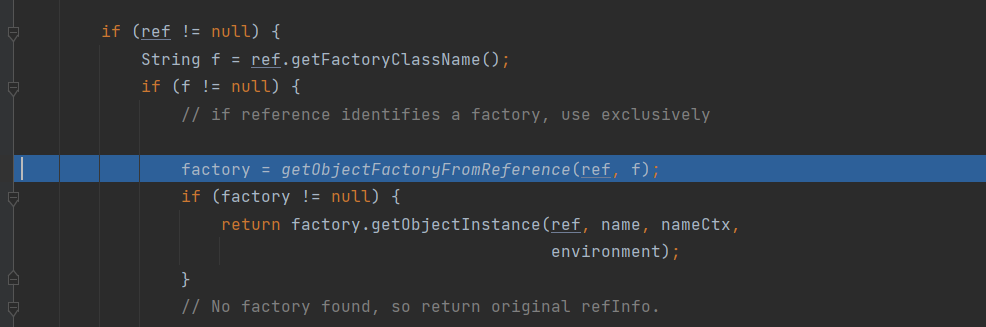 if (ref != null) {
String f = ref.getFactoryClassName();
if (f != null) {
// if reference identifies a factory, use exclusively
factory = getObjectFactoryFromReference(ref, f);
if (factory != null) {
return factory.getObjectInstance(ref, name, nameCtx,
environment);
}
// No factory found, so return original refInfo.